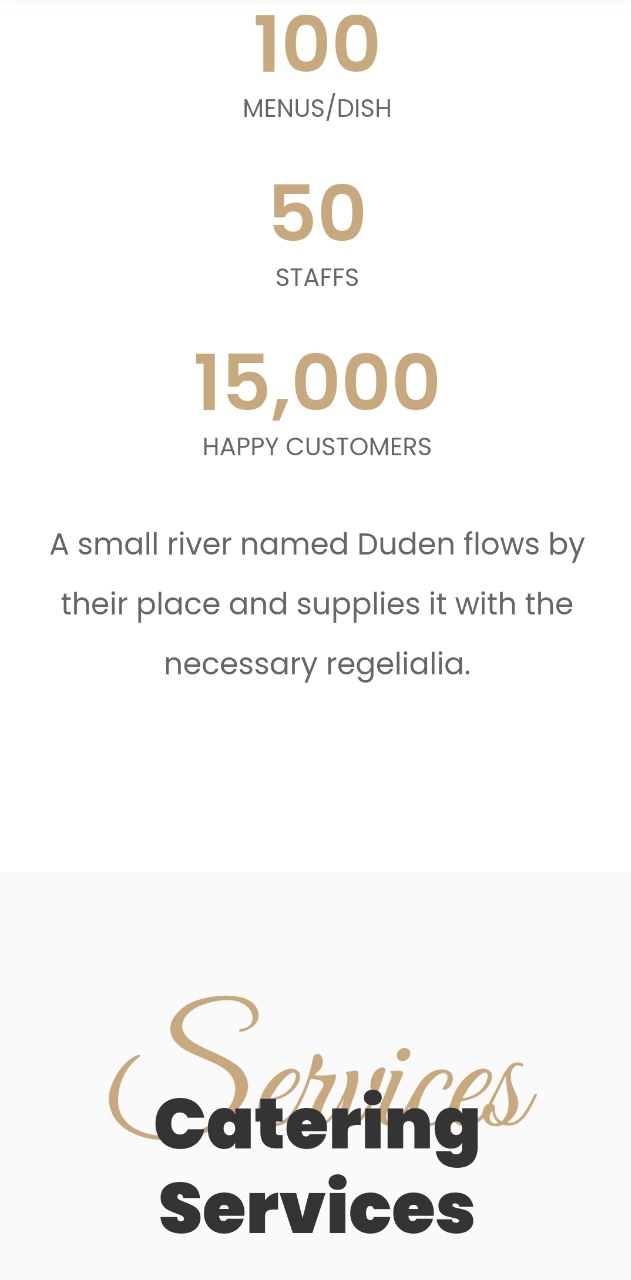 100
MENUS/DISH
50
STAFFS
15,000
HAPPY CUSTOMERS
A small river named Duden flows by
their place and supplies it with the
necessary regelialia.
Services
Catering
Services